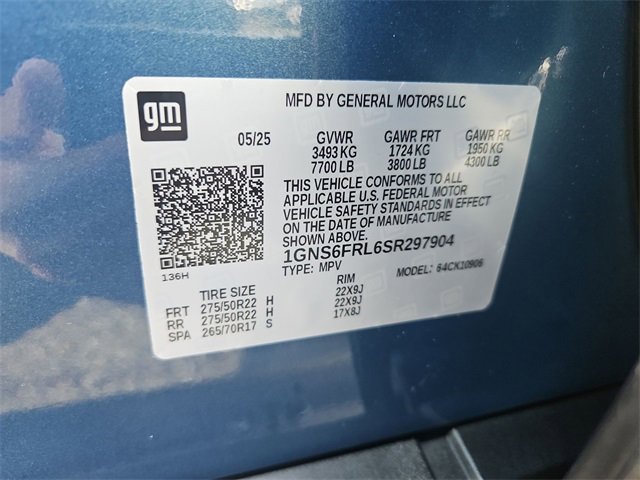 gm
MFD BY GENERAL MOTORS LLC
05/25 GVWR GAWR FRT GAWR RR
3493 KG 1724 KG 1950 KG
7700 LB 3800 LB 4300 LB
THIS VEHICLE CONFORMS TO ALL
APPLICABLE U.S. FEDERAL MOTOR
VEHICLE SAFETY STANDARDS IN EFFECT
ON THE DATE OF MANUFACTURE
SHOWN ABOVE.
1GNS6FRL6SR297904
136H
TYPE: MPV MODEL: 64CK10906
TIRE SIZE RIM
FRT 275/50R22 H 22X9J
RR 275/50R22 H 22X9J
SPA 265/70R17 S 17X8J